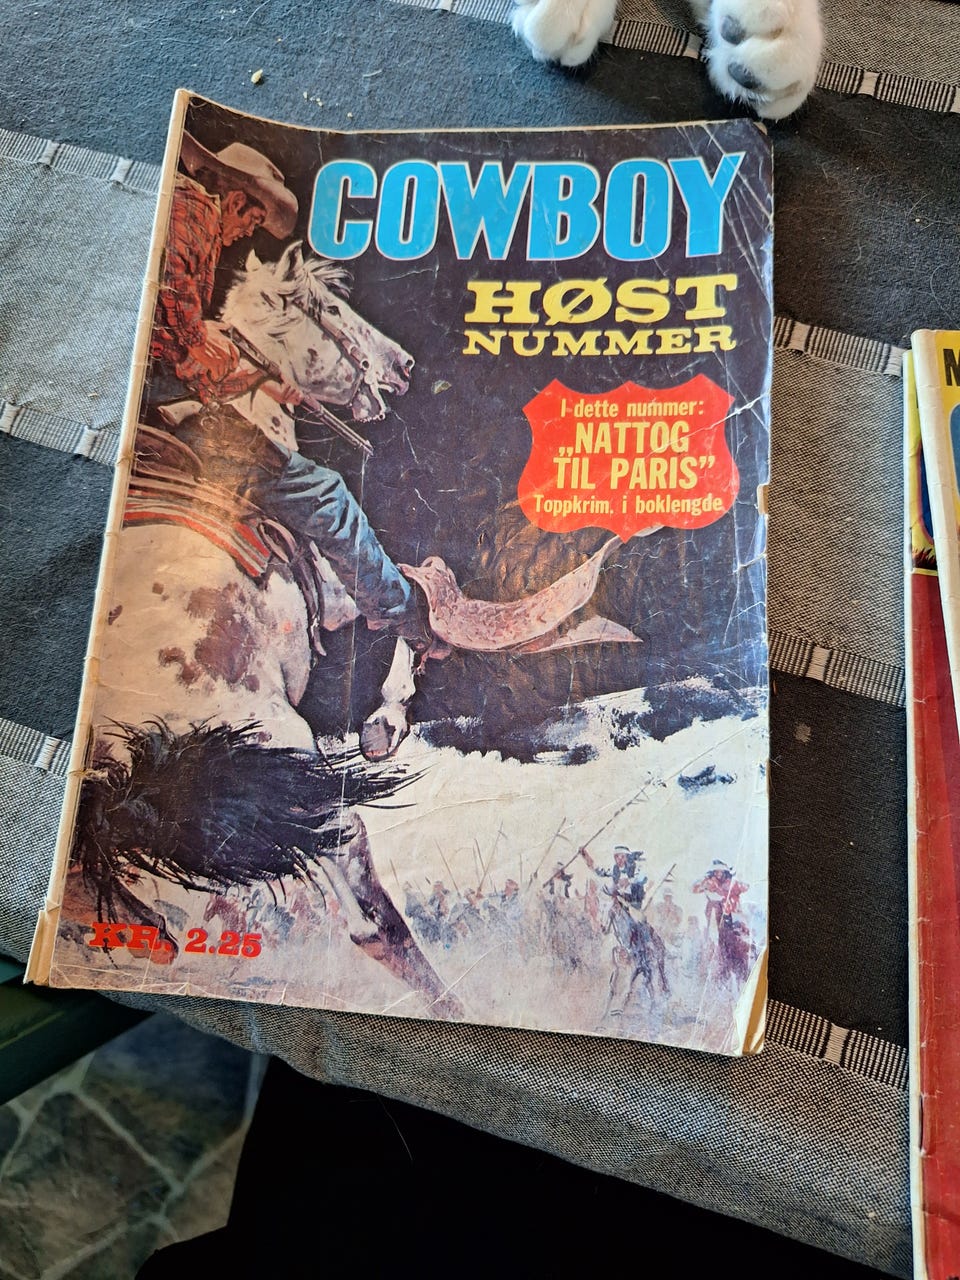 COWBOY
HØST
NUMMER
I dette nummer:
„NATTOG
TIL PARIS”
Toppkrim. i boklengde
KR. 2.25
M